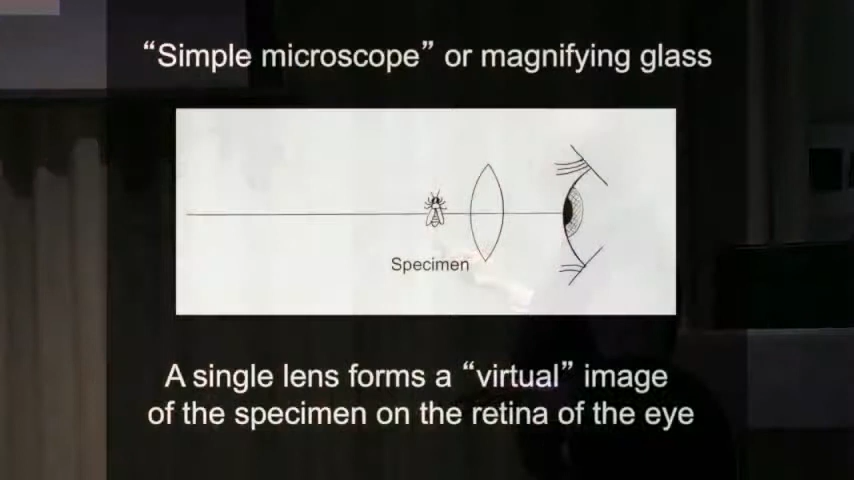 “Simple microscope” or magnifying glass
Specimen
A single lens forms a “virtual” image
of the specimen on the retina of the eye